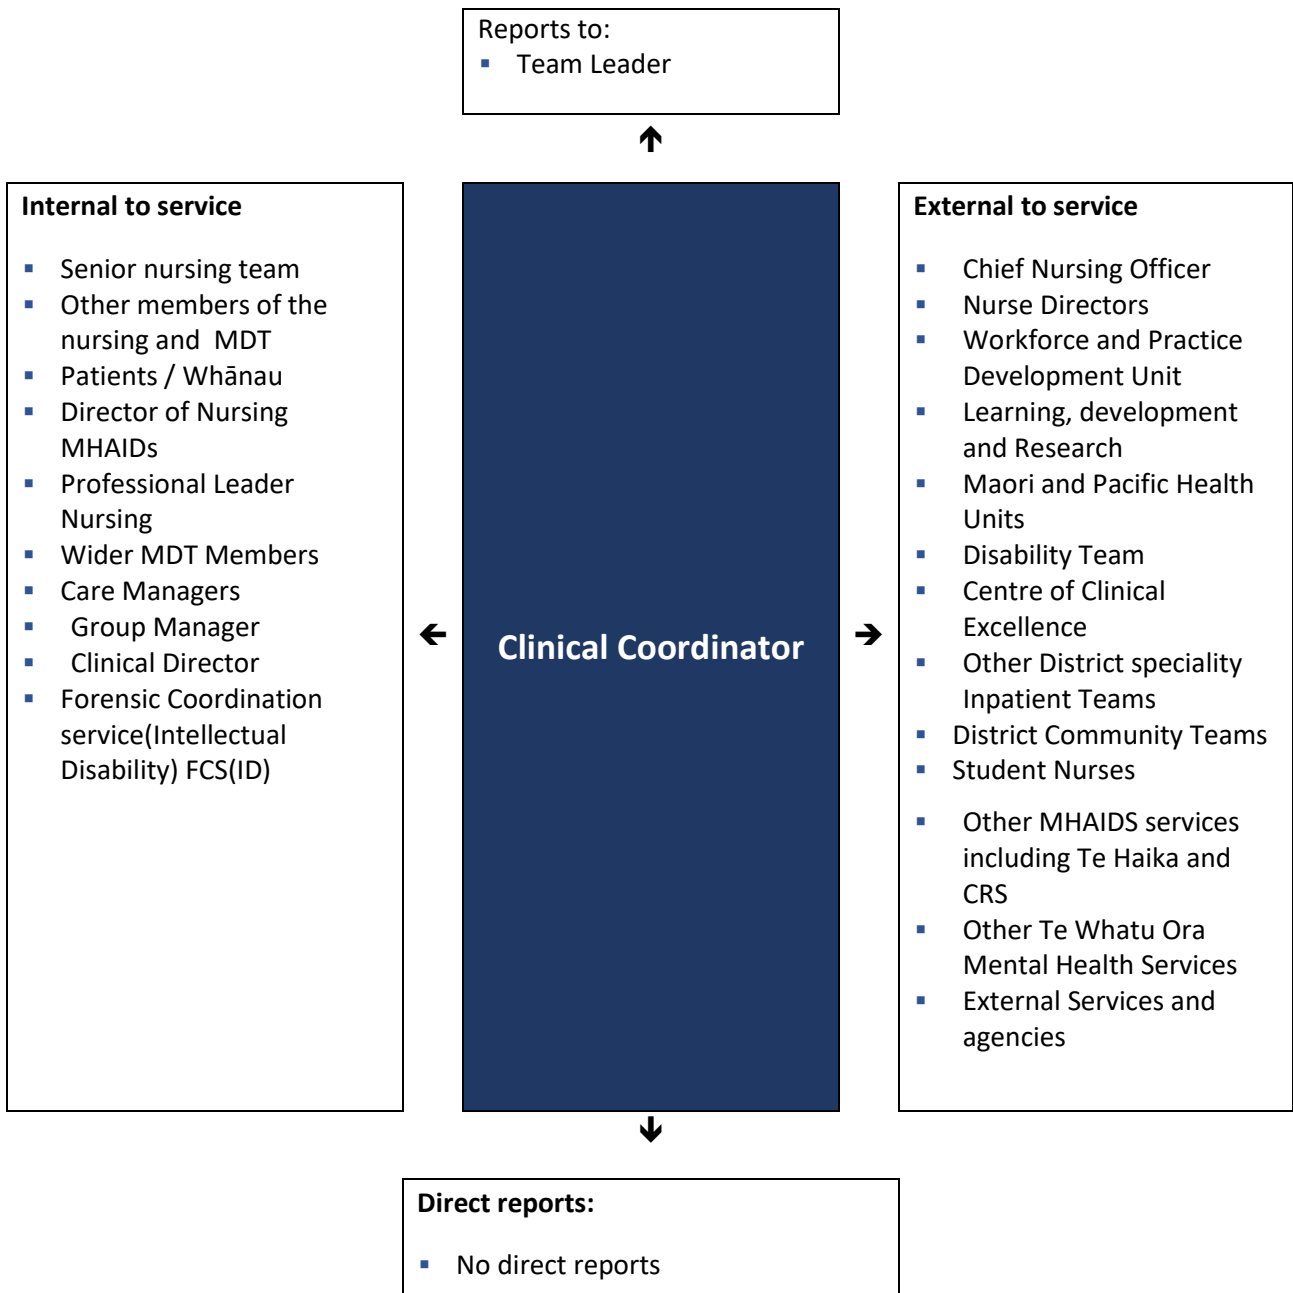 Reports to:
▪ Team Leader
Internal to service
▪ Senior nursing team
▪ Other members of the
nursing and MDT
▪ Patients / Whānau
▪ Director of Nursing
MHAIDs
▪ Professional Leader
Nursing
▪ Wider MDT Members
▪ Care Managers
▪ Group Manager
▪ Clinical Director
▪ Forensic Coordination
service(Intellectual
Disability) FCS(ID)
Clinical Coordinator
External to service
▪ Chief Nursing Officer
▪ Nurse Directors
▪ Workforce and Practice
Development Unit
▪ Learning, development
and Research
▪ Maori and Pacific Health
Units
▪ Disability Team
▪ Centre of Clinical
Excellence
▪ Other District speciality
Inpatient Teams
▪ District Community Teams
▪ Student Nurses
▪ Other MHAIDS services
including Te Haika and
CRS
▪ Other Te Whatu Ora
Mental Health Services
▪ External Services and
agencies
Direct reports:
▪ No direct reports